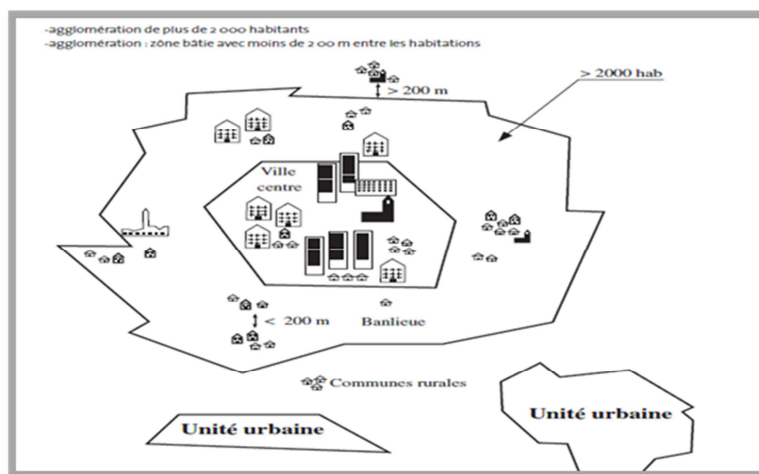 -agglomération de plus de 2 000 habitants
-agglomération : zône bâtie avec moins de 2 00 m entre les habitations
> 2000 hab
> 200 m
Ville
centre
< 200 m
Banlieue
Communes rurales
Unité urbaine
Unité urbaine